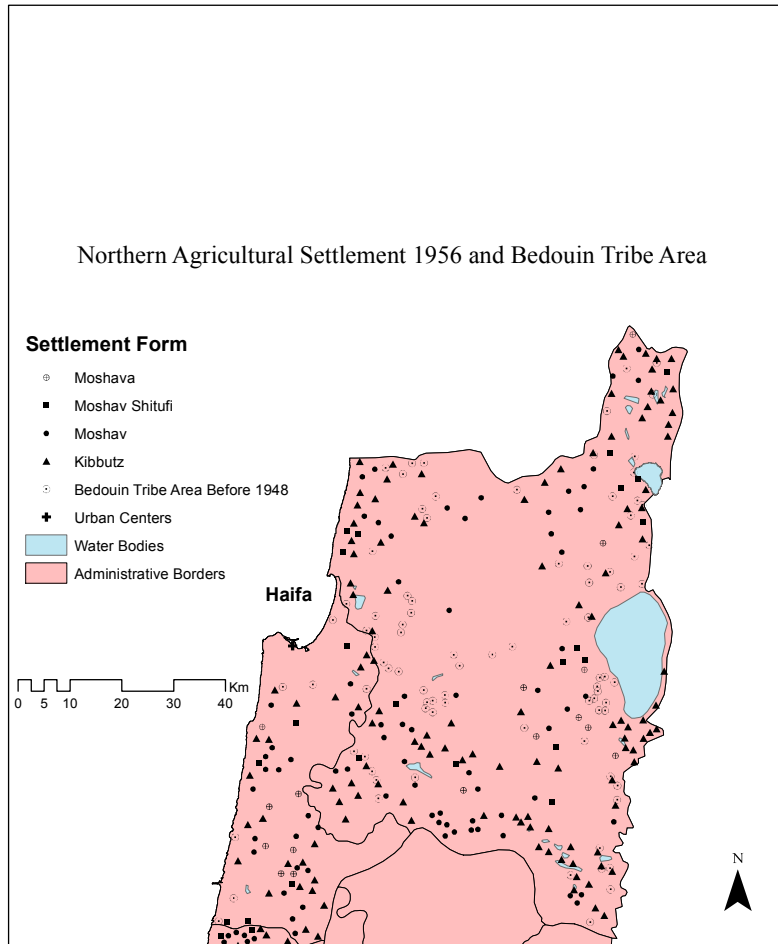 Northern Agricultural Settlement 1956 and Bedouin Tribe Area
Settlement Form
Moshava
Moshav Shitufi
Moshav
Kibbutz
Bedouin Tribe Area Before 1948
Urban Centers
Water Bodies
Administrative Borders
Haifa
Km
0 5 10 20 30 40
N